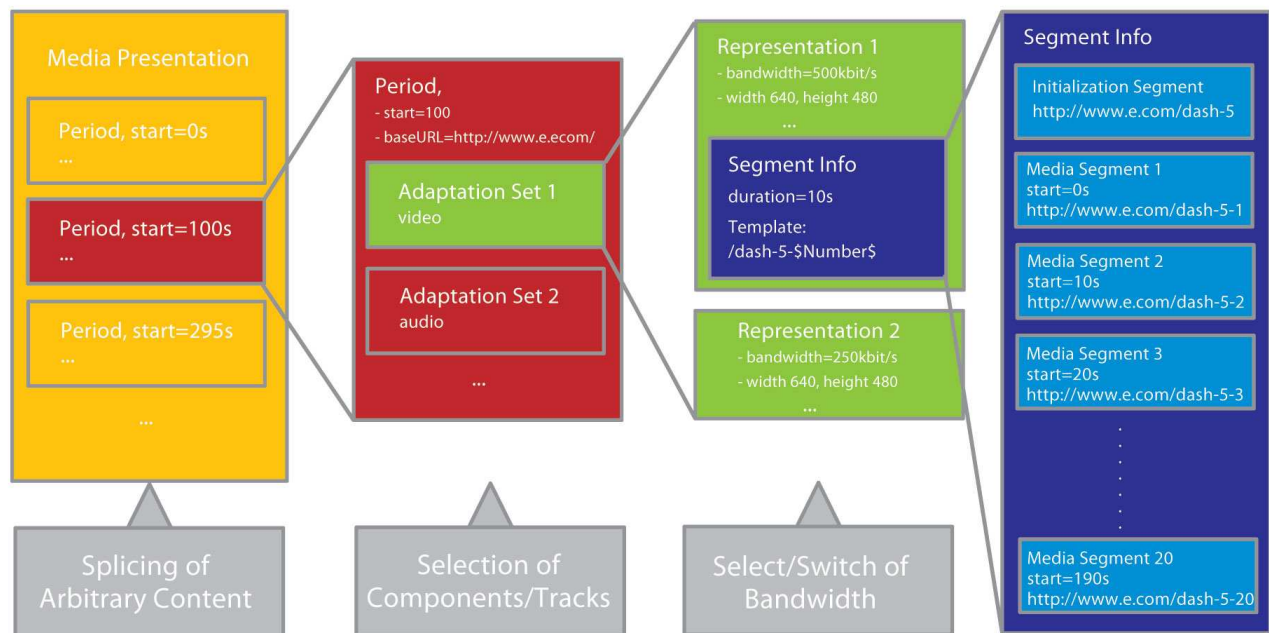 Media Presentation
Period, start=0s
...
Period, start=100s
...
Period, start=295s
...
...
Splicing of
Arbitrary Content
Period,
- start=100
- baseURL=http://www.e.ecom/
Adaptation Set 1
video
Adaptation Set 2
audio
...
Selection of
Components/Tracks
Representation 1
- bandwidth=500kbit/s
- width 640, height 480
...
Segment Info
duration=10s
Template:
/dash-5-$Number$
Representation 2
- bandwidth=250kbit/s
- width 640, height 480
...
Select/Switch of
Bandwidth
Segment Info
Initialization Segment
http://www.e.com/dash-5
Media Segment 1
start=0s
http://www.e.com/dash-5-1
Media Segment 2
start=10s
http://www.e.com/dash-5-2
Media Segment 3
start=20s
http://www.e.com/dash-5-3
Media Segment 20
start=190s
http://www.e.com/dash-5-20